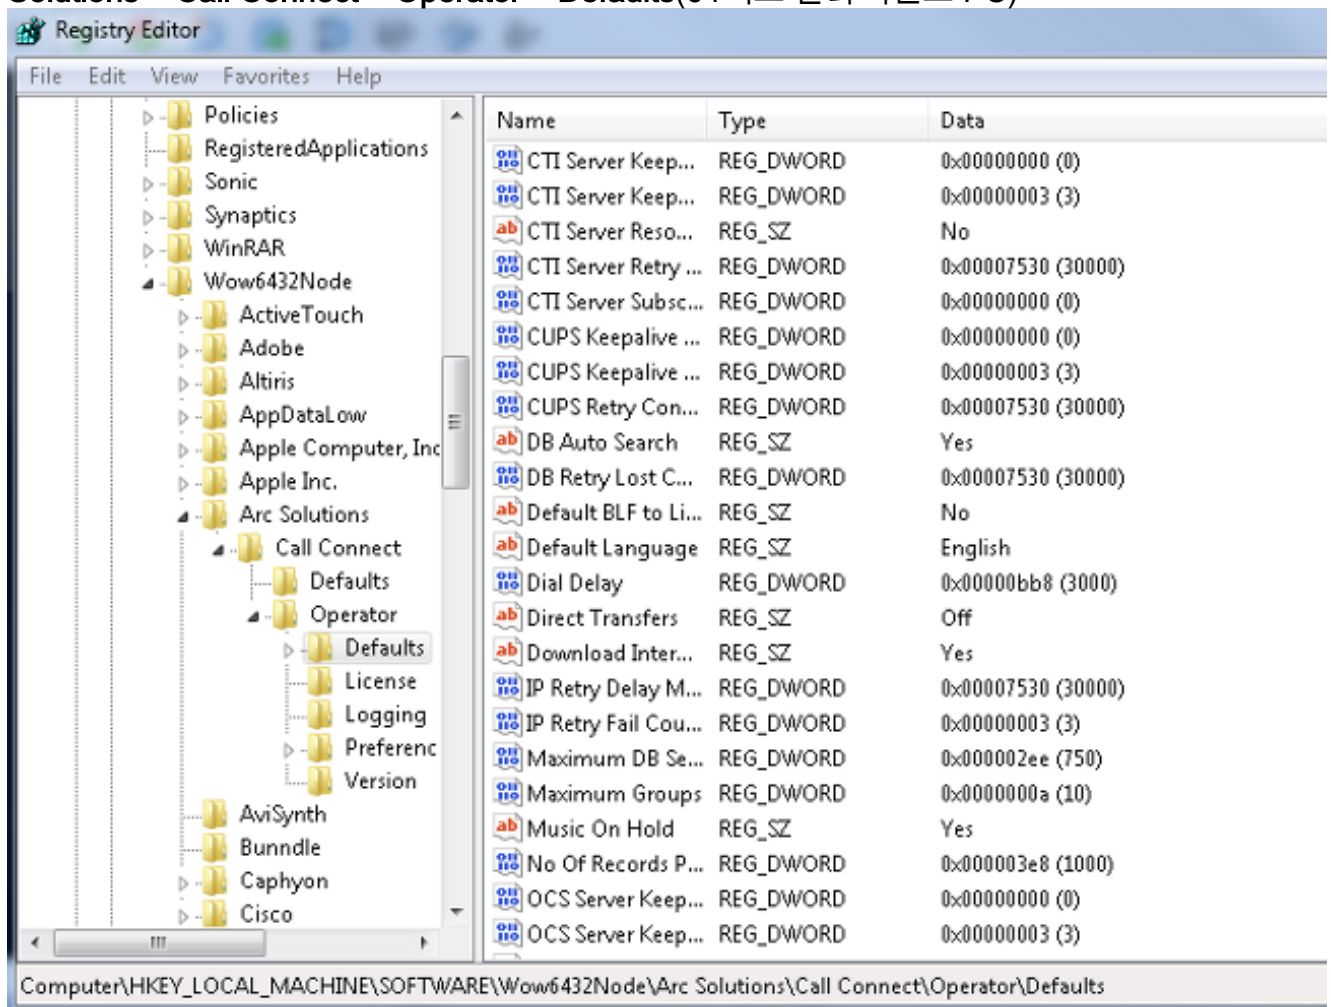 Solutions Call Connect Operator Defaults
Registry Editor
File Edit View Favorites Help
Policies
RegisteredApplications
Sonic
Synaptics
WinRAR
Wow6432Node
ActiveTouch
Adobe
Altiris
AppDataLow
Apple Computer, Inc
Apple Inc.
Arc Solutions
Call Connect
Defaults
Operator
Defaults
License
Logging
Preferenc
Version
AviSynth
Bunndle
Caphyon
Cisco
Name Type Data
CTI Server Keep... REG_DWORD 0x00000000 (0)
CTI Server Keep... REG_DWORD 0x00000003 (3)
CTI Server Reso... REG_SZ No
CTI Server Retry ... REG_DWORD 0x00007530 (30000)
CTI Server Subsc... REG_DWORD 0x00000000 (0)
CUPS Keepalive ... REG_DWORD 0x00000000 (0)
CUPS Keepalive ... REG_DWORD 0x00000003 (3)
CUPS Retry Con... REG_DWORD 0x00007530 (30000)
DB Auto Search REG_SZ Yes
DB Retry Lost C... REG_DWORD 0x00007530 (30000)
Default BLF to Li... REG_SZ No
Default Language REG_SZ English
Dial Delay REG_DWORD 0x00000bb8 (3000)
Direct Transfers REG_SZ Off
Download Inter... REG_SZ Yes
IP Retry Delay M... REG_DWORD 0x00007530 (30000)
IP Retry Fail Cou... REG_DWORD 0x00000003 (3)
Maximum DB Se... REG_DWORD 0x000002ee (750)
Maximum Groups REG_DWORD 0x0000000a (10)
Music On Hold REG_SZ Yes
No Of Records P... REG_DWORD 0x000003e8 (1000)
OCS Server Keep... REG_DWORD 0x00000000 (0)
OCS Server Keep... REG_DWORD 0x00000003 (3)
Computer\HKEY_LOCAL_MACHINE\SOFTWARE\Wow6432Node\Arc Solutions\Call Connect\Operator\Defaults